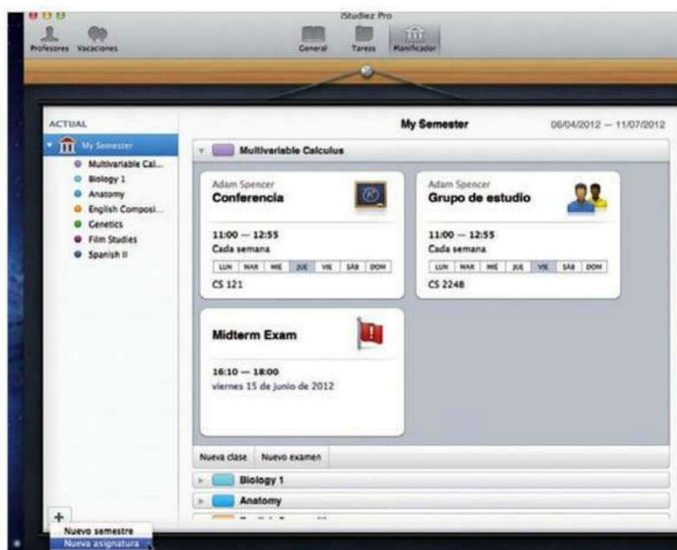 iStudiez Pro
Profesores Vacaciones General Tareas Planificador
ACTUAL
My Semester
Multivariable Cal...
Biology 1
Anatomy
English Composi...
Genetics
Film Studies
Spanish II
My Semester 06/04/2012 — 11/07/2012
Multivariable Calculus
Adam Spencer
Conferencia
11:00 — 12:55
Cada semana
LUN MAR MIÉ JUE VIE SÁB DOM
CS 121
Adam Spencer
Grupo de estudio
11:00 — 12:55
Cada semana
LUN MAR MIÉ JUE VIE SÁB DOM
CS 2248
Midterm Exam
16:10 — 18:00
viernes 15 de junio de 2012
Nueva clase Nuevo examen
Biology 1
Anatomy
Nuevo semestre
Nueva asignatura